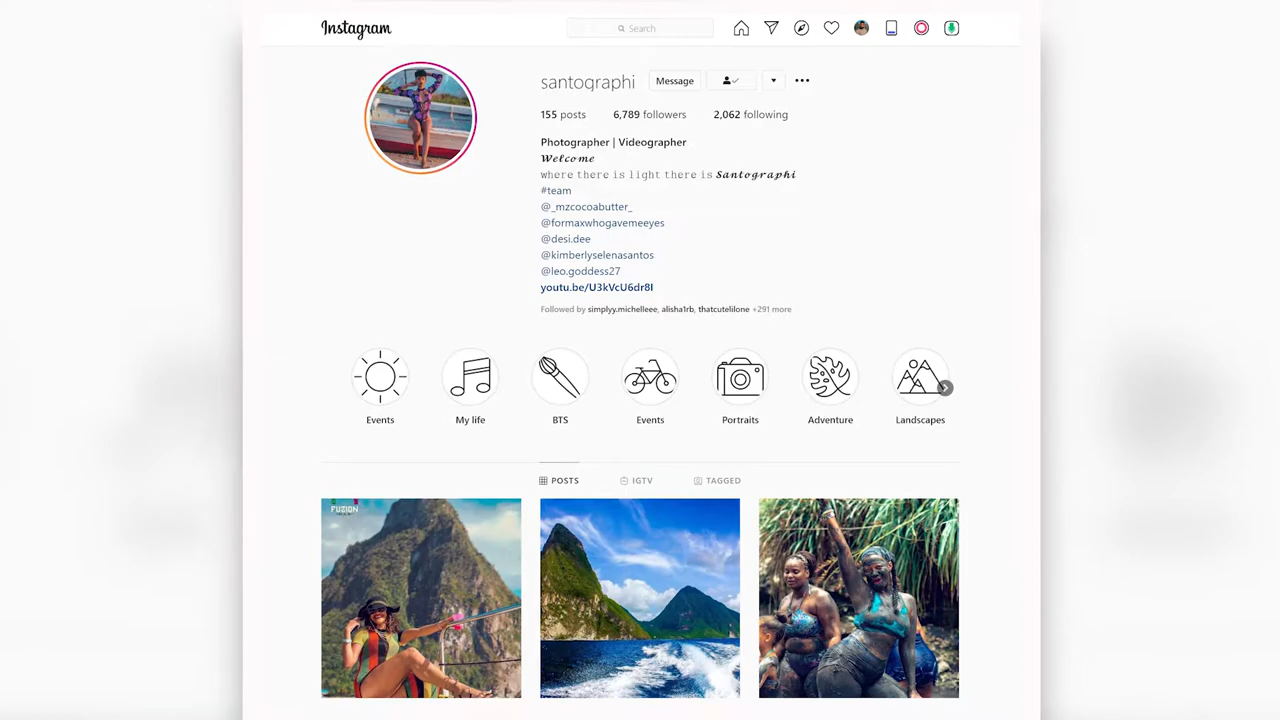 Instagram
Search
santographi
Message
155 posts 6,789 followers 2,062 following
Photographer | Videographer
Welcome
where there is light there is Santographi
#team
@_mzcocoabutter_
@formaxwhogavemeeyes
@desi.dee
@kimberlyselenasantos
@leo.goddess27
youtu.be/U3kVcU6dr8I
Followed by simplyy.michelleee, alisha1rb, thatcutelilone +291 more
Events My life BTS Events Portraits Adventure Landscapes
POSTS IGTV TAGGED
FUZION